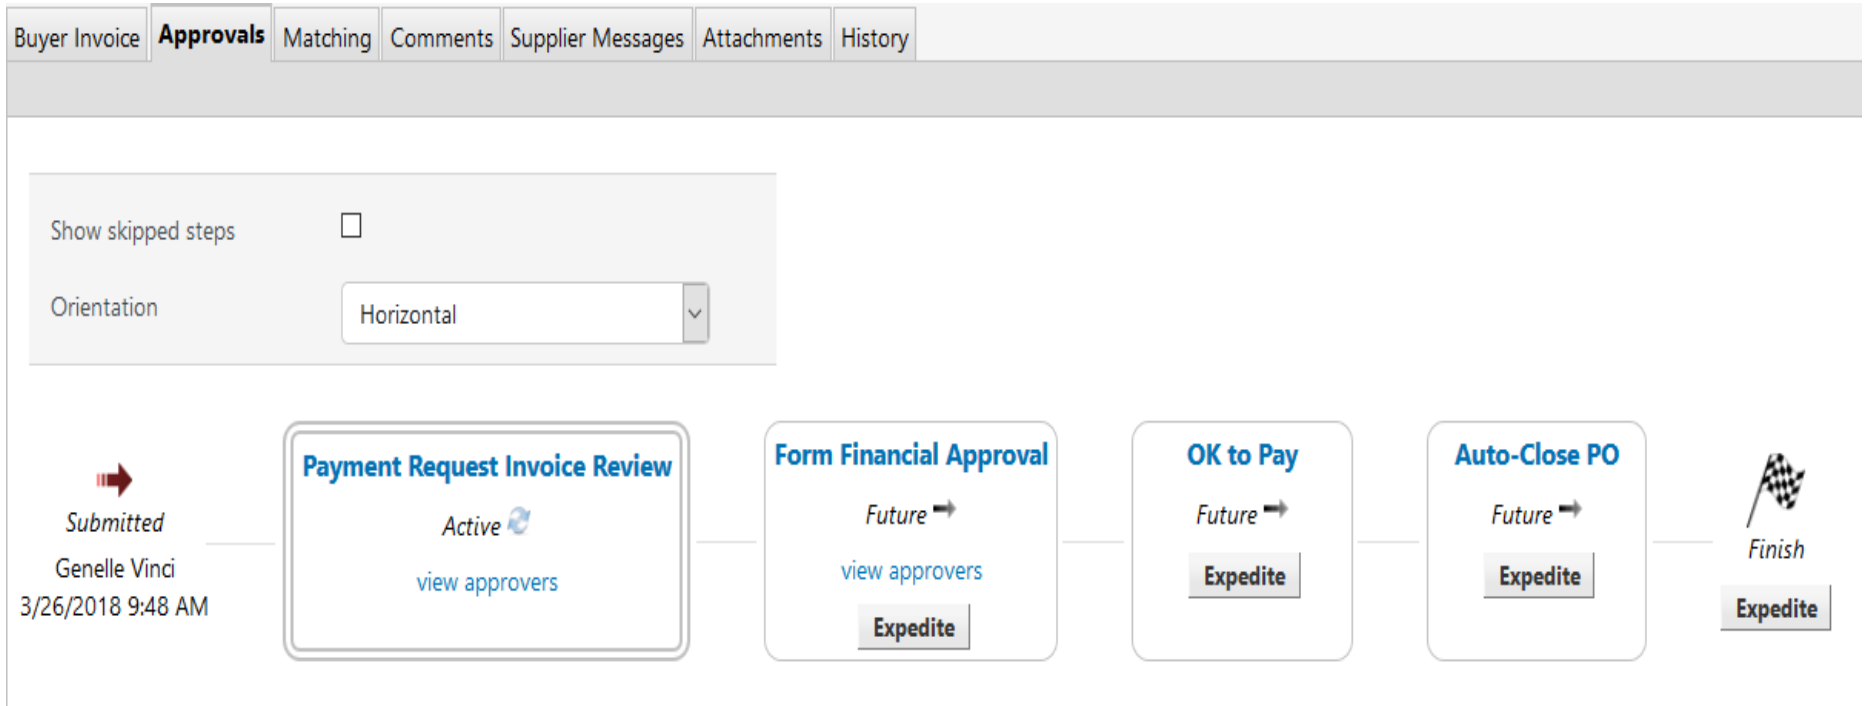 Buyer Invoice Approvals Matching Comments Supplier Messages Attachments History
Show skipped steps
Orientation Horizontal
Submitted
Genelle Vinci
3/26/2018 9:48 AM
Payment Request Invoice Review
Active
view approvers
Form Financial Approval
Future
view approvers
Expedite
OK to Pay
Future
Expedite
Auto-Close PO
Future
Expedite
Finish
Expedite